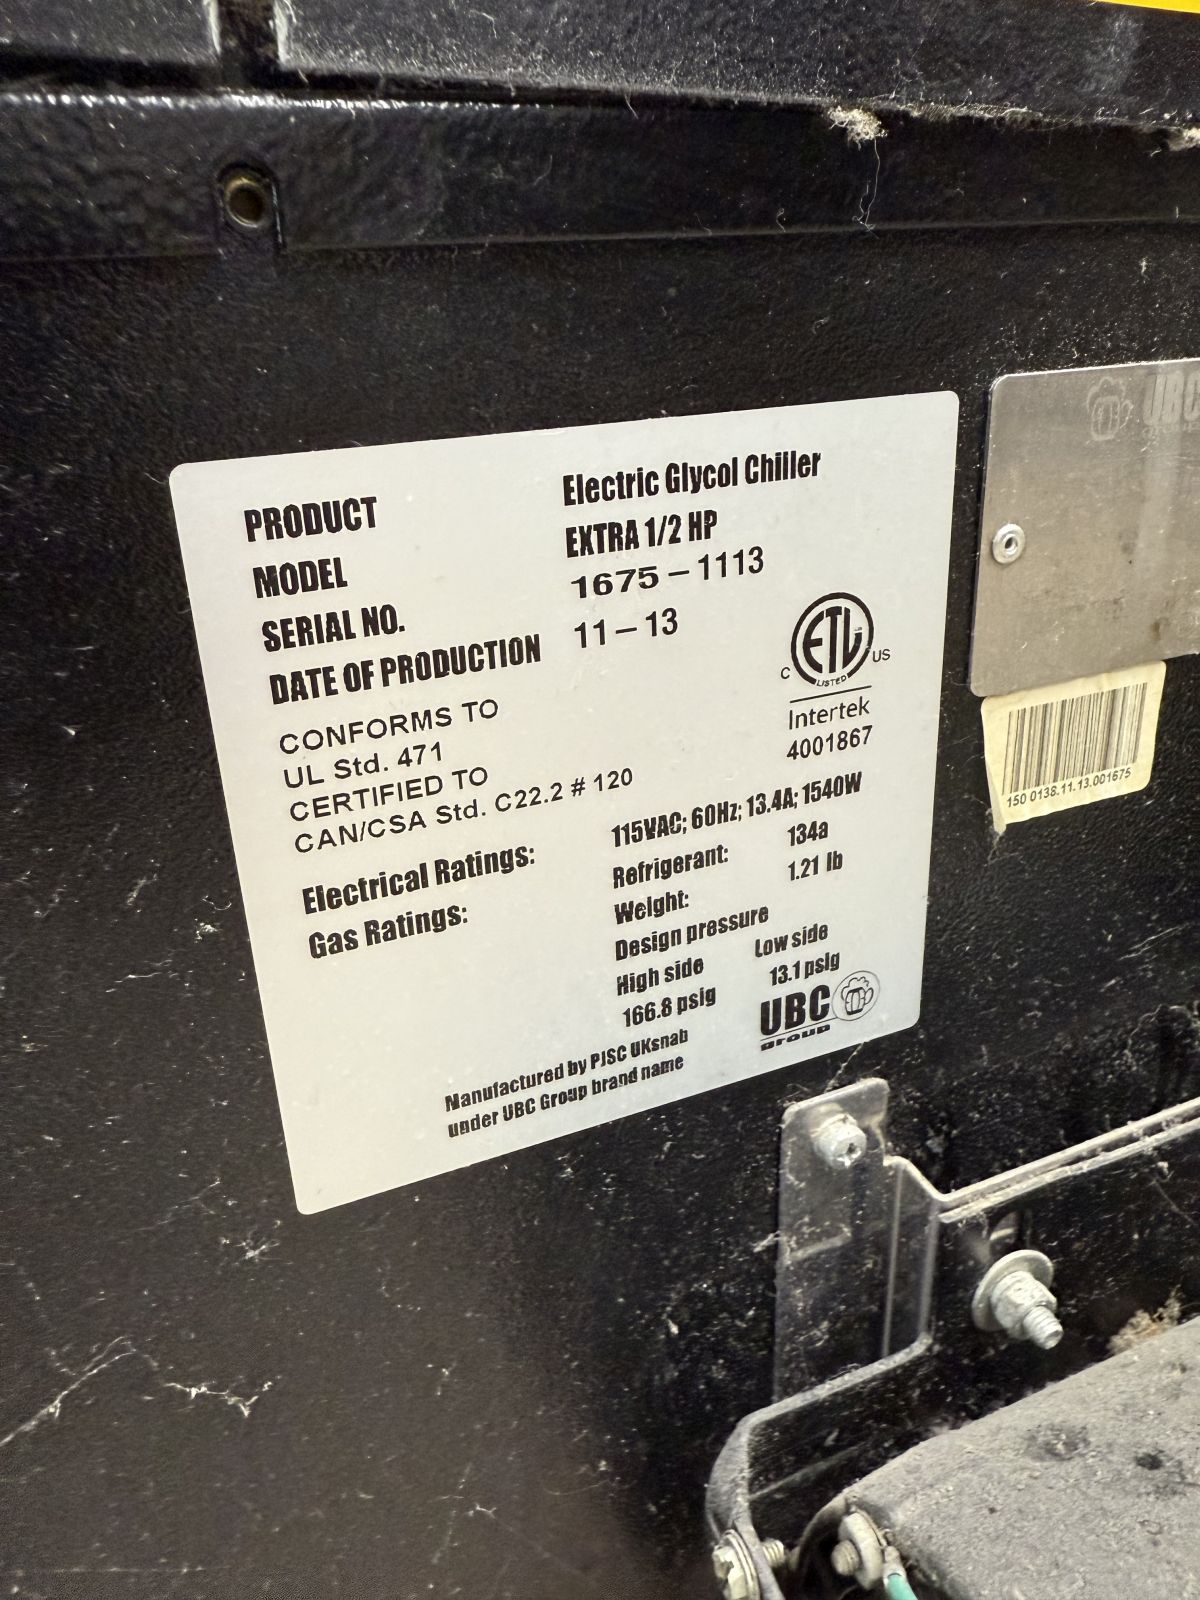 PRODUCT Electric Glycol Chiller
MODEL EXTRA 1/2 HP
SERIAL NO. 1675-1113
DATE OF PRODUCTION 11-13
CONFORMS TO
UL Std. 471
CERTIFIED TO
CAN/CSA Std. C22.2 # 120
C ETL US
LISTED
Intertek
4001867
Electrical Ratings: 115VAC; 60Hz; 13.4A; 1540W
Gas Ratings: Refrigerant: 134a
Weight: 1.21 lb
Design pressure
High side Low side
166.8 psig 13.1 psig
UBC
group
Manufactured by PJSC UKsnab
under UBC Group brand name
UBC
150 0138.11.13.001675